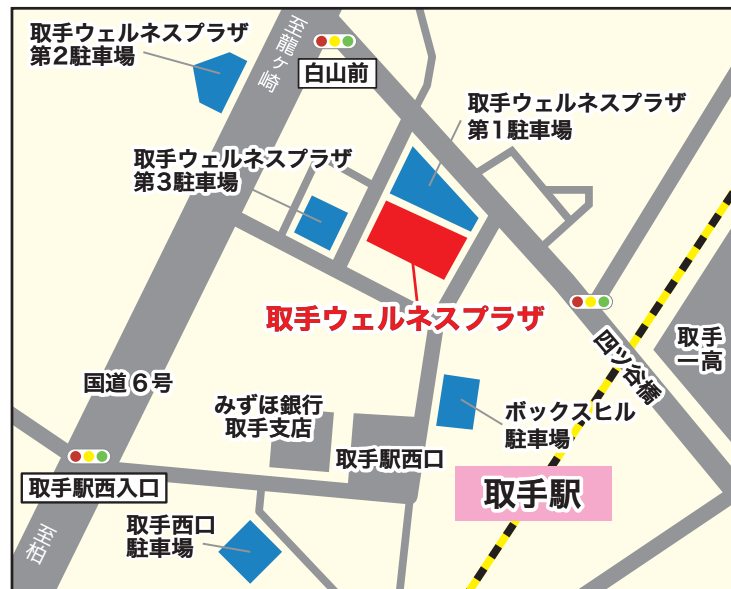 取手ウェルネスプラザ
第2駐車場
至龍ヶ崎
白山前
取手ウェルネスプラザ
第1駐車場
取手ウェルネスプラザ
第3駐車場
取手ウェルネスプラザ
四ツ谷橋
取手
一高
国道6号
みずほ銀行
取手支店
ボックスヒル
駐車場
取手駅西口
取手駅西入口
取手駅
取手西口
駐車場
至柏